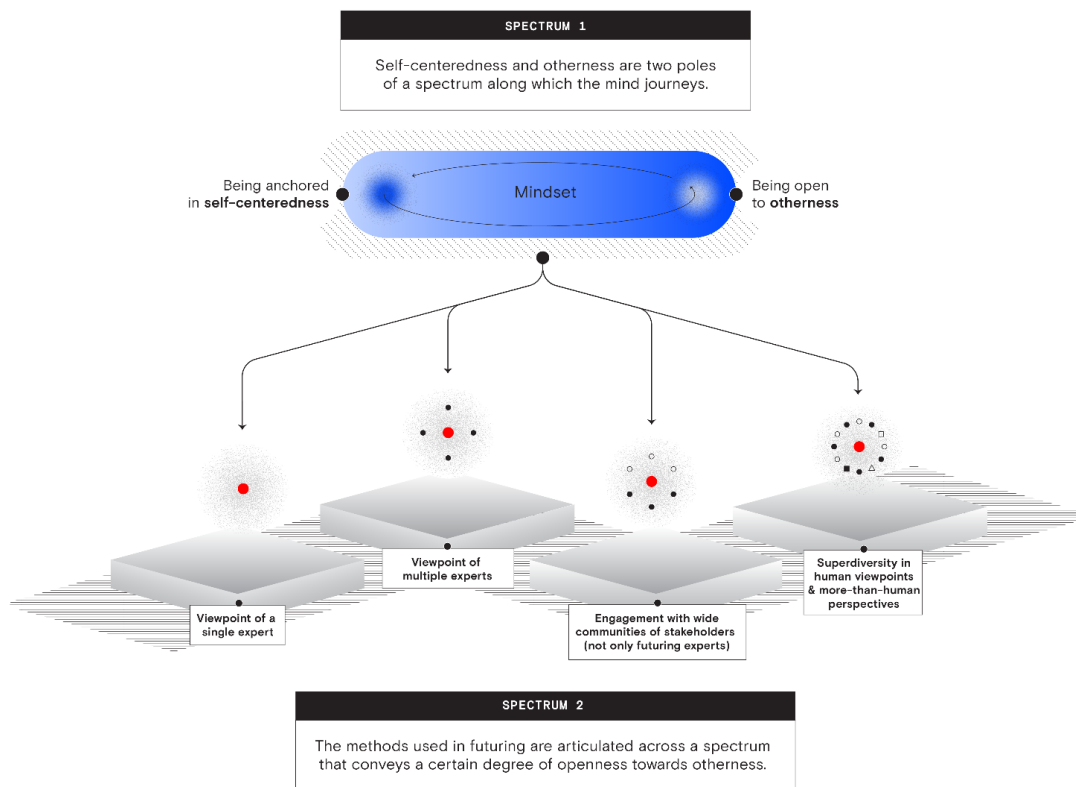 SPECTRUM 1
Self-centeredness and otherness are two poles
of a spectrum along which the mind journeys.
Being anchored
in self-centeredness
Mindset
Being open
to otherness
Viewpoint of a
single expert
Viewpoint of
multiple experts
Engagement with wide
communities of stakeholders
(not only futuring experts)
Superdiversity in
human viewpoints
& more-than-human
perspectives
SPECTRUM 2
The methods used in futuring are articulated across a spectrum
that conveys a certain degree of openness towards otherness.